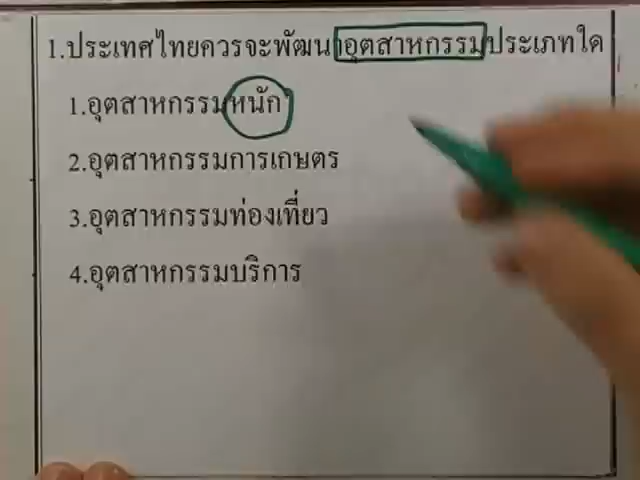 1.ประเทศไทยควรจะพัฒนาอุตสาหกรรมประเภทใด
1.อุตสาหกรรมหนัก
2.อุตสาหกรรมการเกษตร
3.อุตสาหกรรมท่องเที่ยว
4.อุตสาหกรรมบริการ